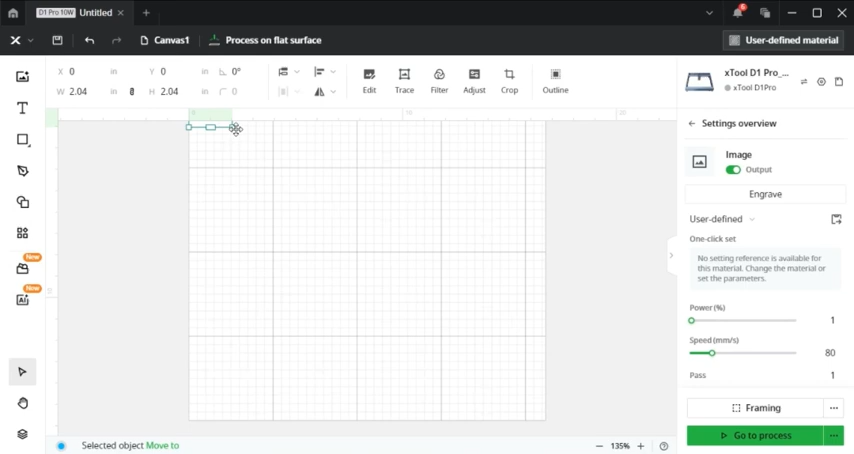 D1 Pro 10W Untitled
6
Canvas1
Process on flat surface
User-defined material
X 0 in Y 0 in 0°
W 2.04 in H 2.04 in 0
Edit Trace Filter Adjust Crop Outline
xTool D1 Pro_...
xTool D1Pro
Settings overview
Image
Output
Engrave
User-defined
One-click set
No setting reference is available for
this material. Change the material or
set the parameters.
Power (%)
1
Speed (mm/s)
80
Pass 1
Framing
Go to process
New
New
AI
10
Selected object Move to
135%